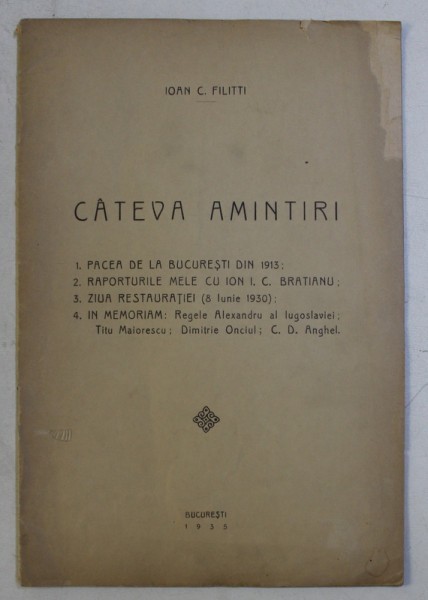 IOAN C. FILITTI
CÂTEVA AMINTIRI
1. PACEA DE LA BUCUREŞTI DIN 1913;
2. RAPORTURILE MELE CU ION I. C. BRATIANU;
3. ZIUA RESTAURAŢIEI (8 Iunie 1930);
4. IN MEMORIAM: Regele Alexandru al Iugoslaviei;
Titu Maiorescu; Dimitrie Onciul; C. D. Anghel.
BUCUREŞTI
1935